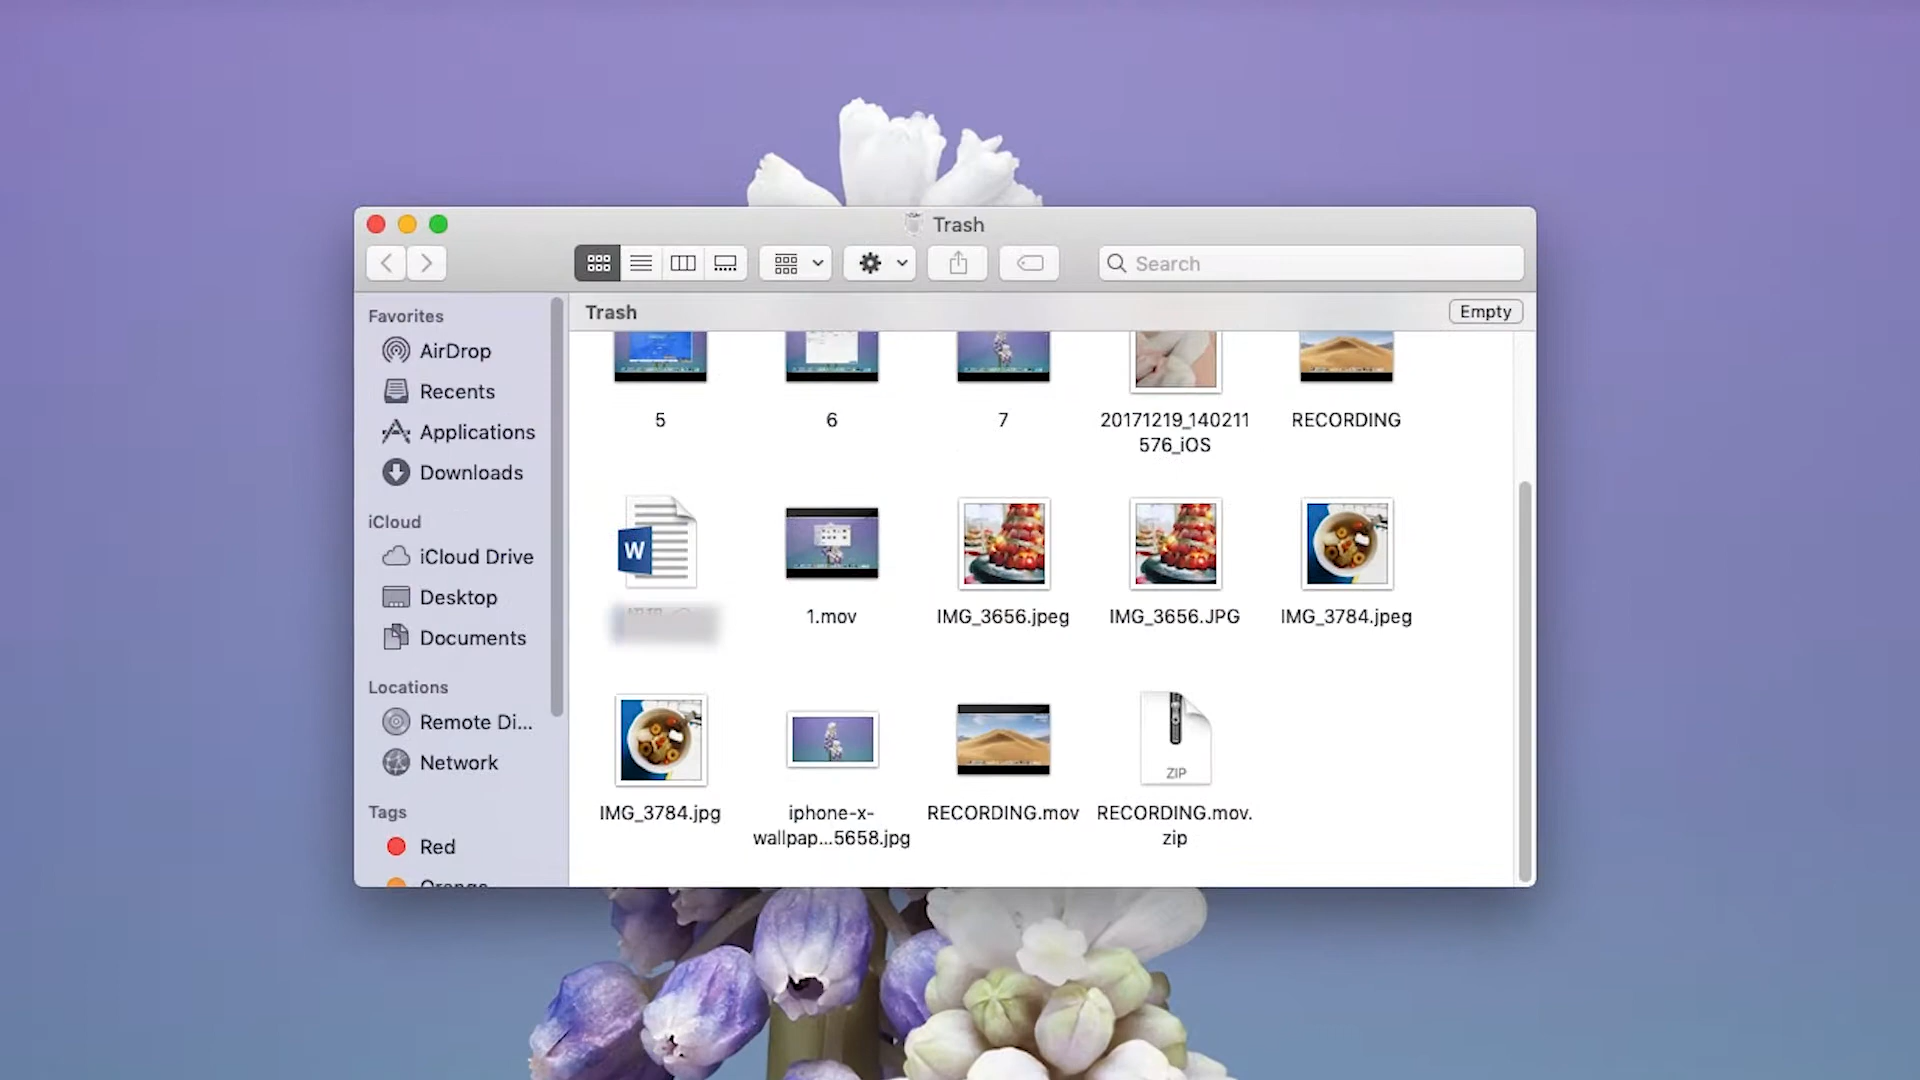 Trash
Search
Favorites
AirDrop
Recents
Applications
Downloads
iCloud
iCloud Drive
Desktop
Documents
Locations
Remote Di...
Network
Tags
Red
Orange
Trash
Empty
5
6
7
20171219_140211
576_iOS
RECORDING
W
1.mov
IMG_3656.jpeg
IMG_3656.JPG
IMG_3784.jpeg
ZIP
IMG_3784.jpg
iphone-x-
wallpap...5658.jpg
RECORDING.mov
RECORDING.mov.
zip